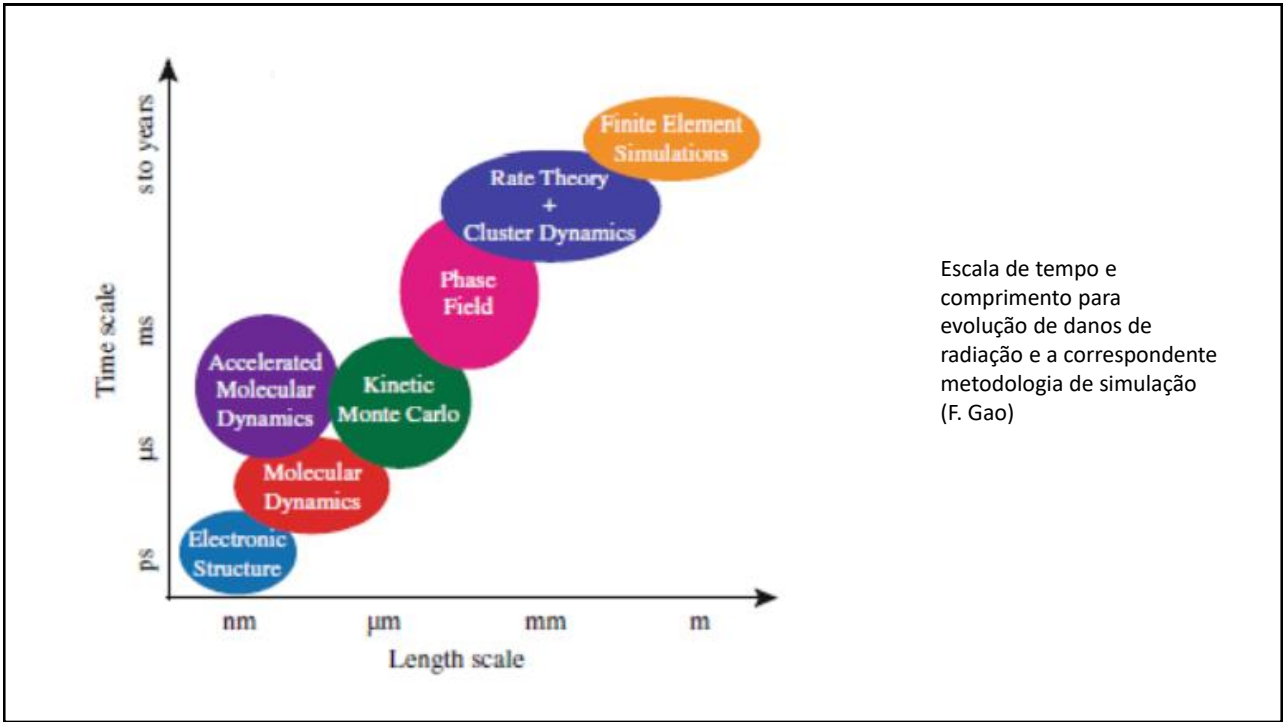 Time scale
s to years
ms
μs
ps
Finite Element
Simulations
Rate Theory
+
Cluster Dynamics
Phase
Field
Accelerated
Molecular
Dynamics
Kinetic
Monte Carlo
Molecular
Dynamics
Electronic
Structure
nm
μm
mm
m
Length scale
Escala de tempo e
comprimento para
evolução de danos de
radiação e a correspondente
metodologia de simulação
(F. Gao)